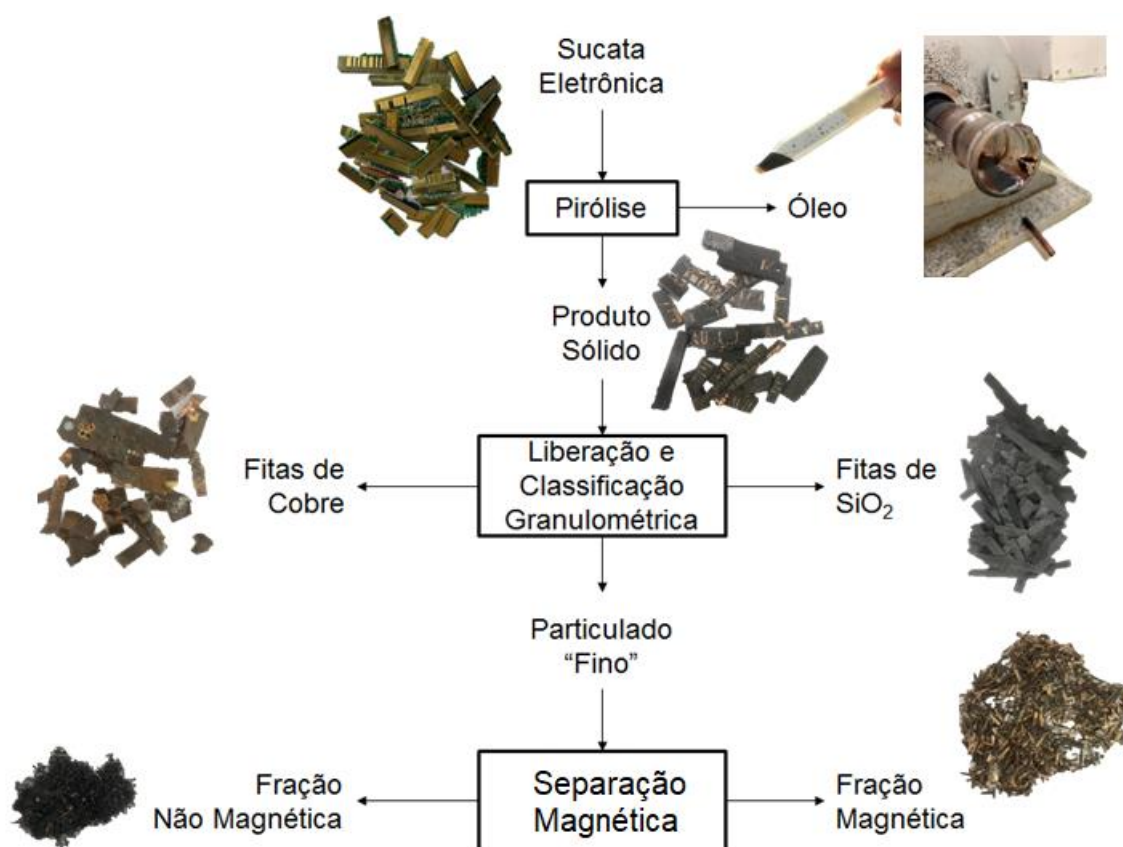 Sucata
Eletrônica
Pirólise
Óleo
Produto
Sólido
Fitas de
Cobre
Liberação e
Classificação
Granulométrica
Fitas de
SiO₂
Particulado
“Fino”
Fração
Não Magnética
Separação
Magnética
Fração
Magnética